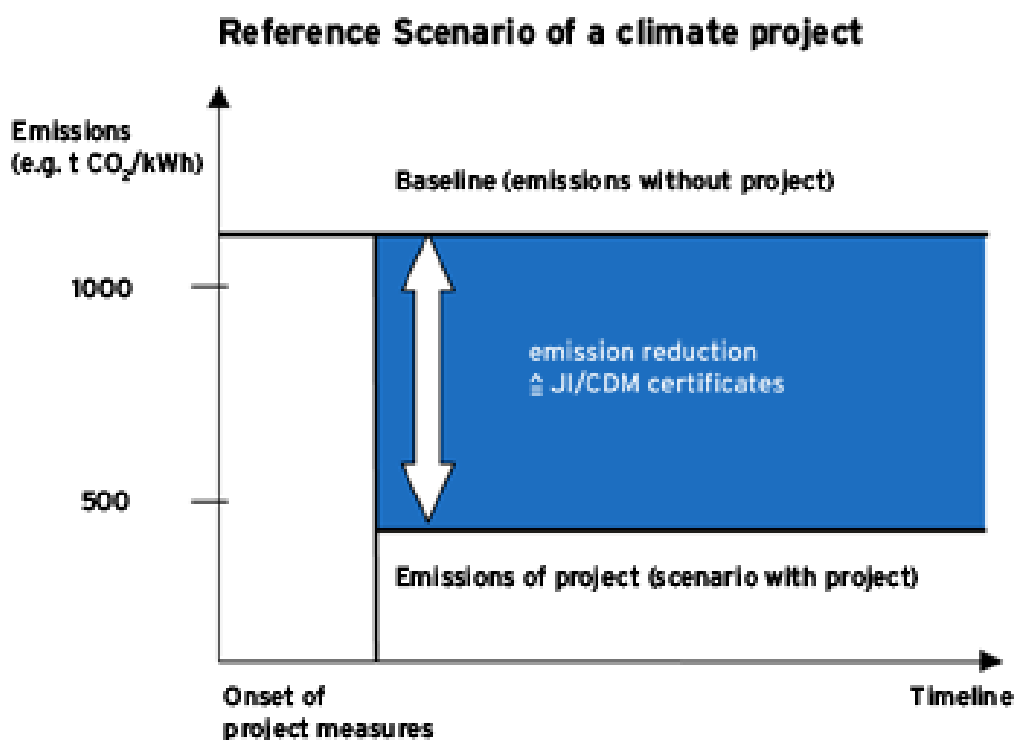 Reference Scenario of a climate project
Emissions
(e.g. t CO₂/kWh)
Baseline (emissions without project)
1000
emission reduction
≙ JI/CDM certificates
500
Emissions of project (scenario with project)
Onset of
project measures
Timeline